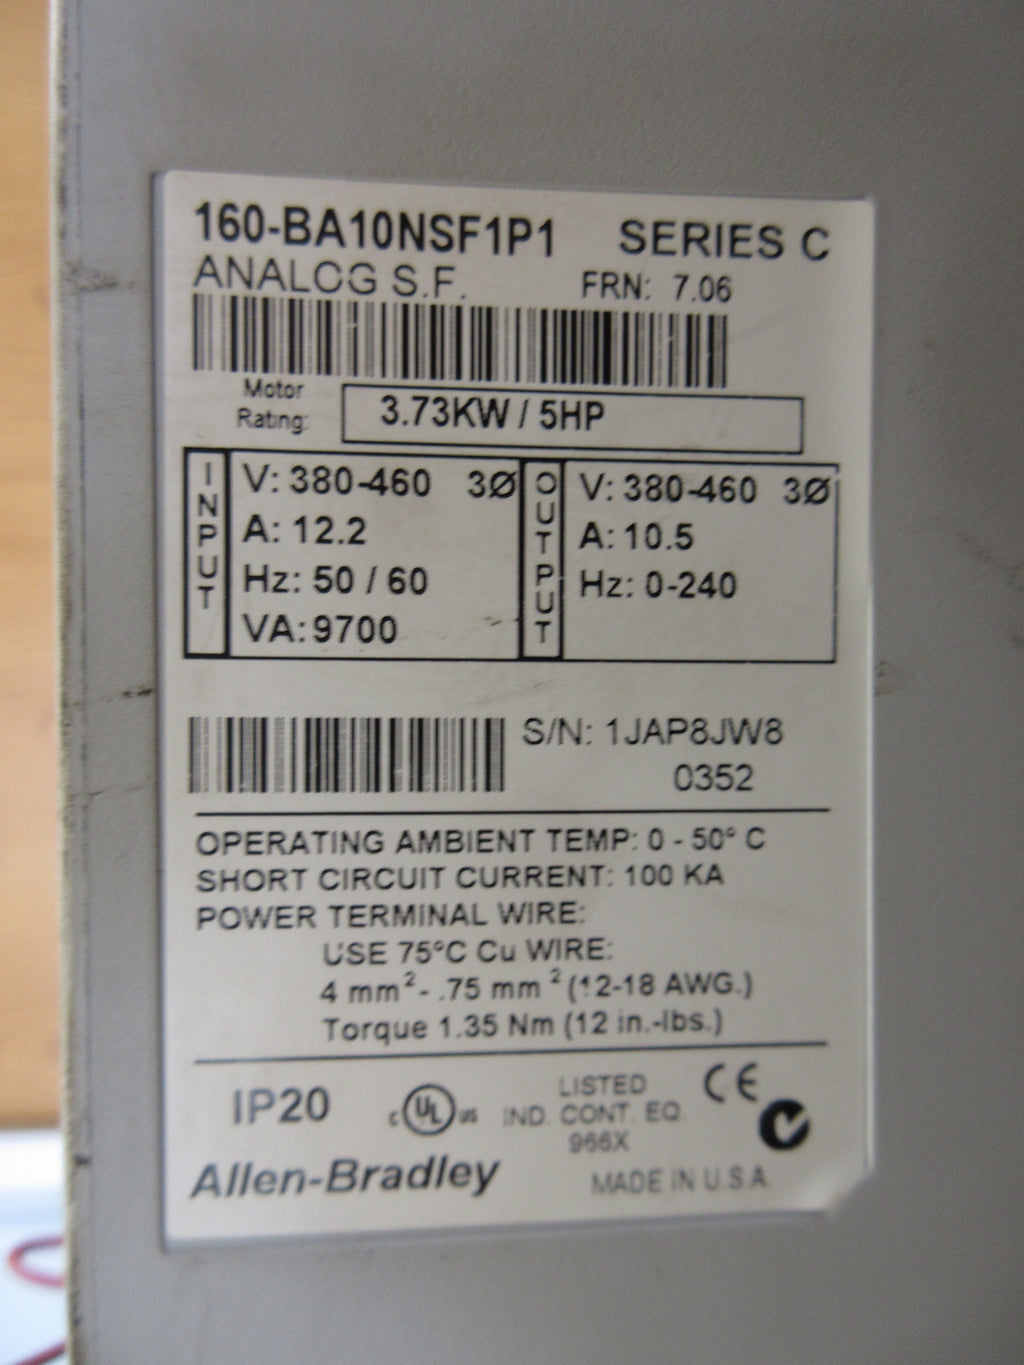 160-BA10NSF1P1 SERIES C
ANALOG S.F. FRN: 7.06
Motor Rating: 3.73KW / 5HP
INPUT
V: 380-460 3Ø
A: 12.2
Hz: 50 / 60
VA: 9700
OUTPUT
V: 380-460 3Ø
A: 10.5
Hz: 0-240
S/N: 1JAP8JW8
0352
OPERATING AMBIENT TEMP: 0 - 50° C
SHORT CIRCUIT CURRENT: 100 KA
POWER TERMINAL WIRE:
USE 75°C Cu WIRE:
4 mm² - .75 mm² (12-18 AWG.)
Torque 1.35 Nm (12 in.-lbs.)
IP20
c UL us
LISTED
IND. CONT. EQ
966X
CE
Allen-Bradley
MADE IN U.S.A